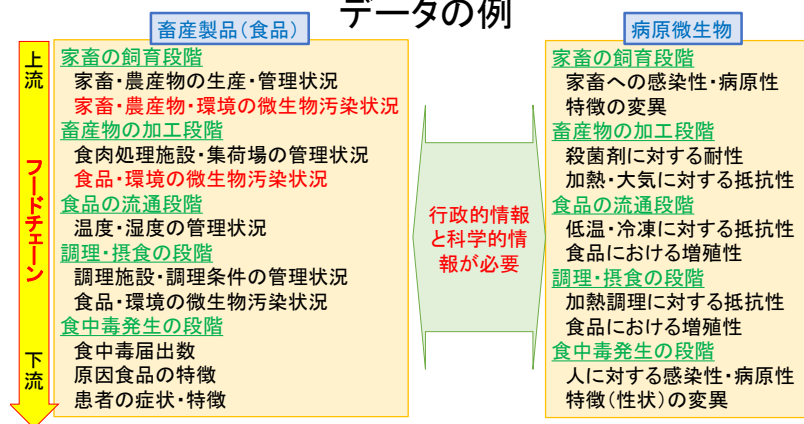 データの例
畜産製品(食品)
上流
フードチェーン
下流
家畜の飼育段階
家畜・農産物の生産・管理状況
家畜・農産物・環境の微生物汚染状況
畜産物の加工段階
食肉処理施設・集荷場の管理状況
食品・環境の微生物汚染状況
食品の流通段階
温度・湿度の管理状況
調理・摂食の段階
調理施設・調理条件の管理状況
食品・環境の微生物汚染状況
食中毒発生の段階
食中毒届出数
原因食品の特徴
患者の症状・特徴
行政的情報
と科学的情
報が必要
病原微生物
家畜の飼育段階
家畜への感染性・病原性
特徴の変異
畜産物の加工段階
殺菌剤に対する耐性
加熱・大気に対する抵抗性
食品の流通段階
低温・冷凍に対する抵抗性
食品における増殖性
調理・摂食の段階
加熱調理に対する抵抗性
食品における増殖性
食中毒発生の段階
人に対する感染性・病原性
特徴(性状)の変異